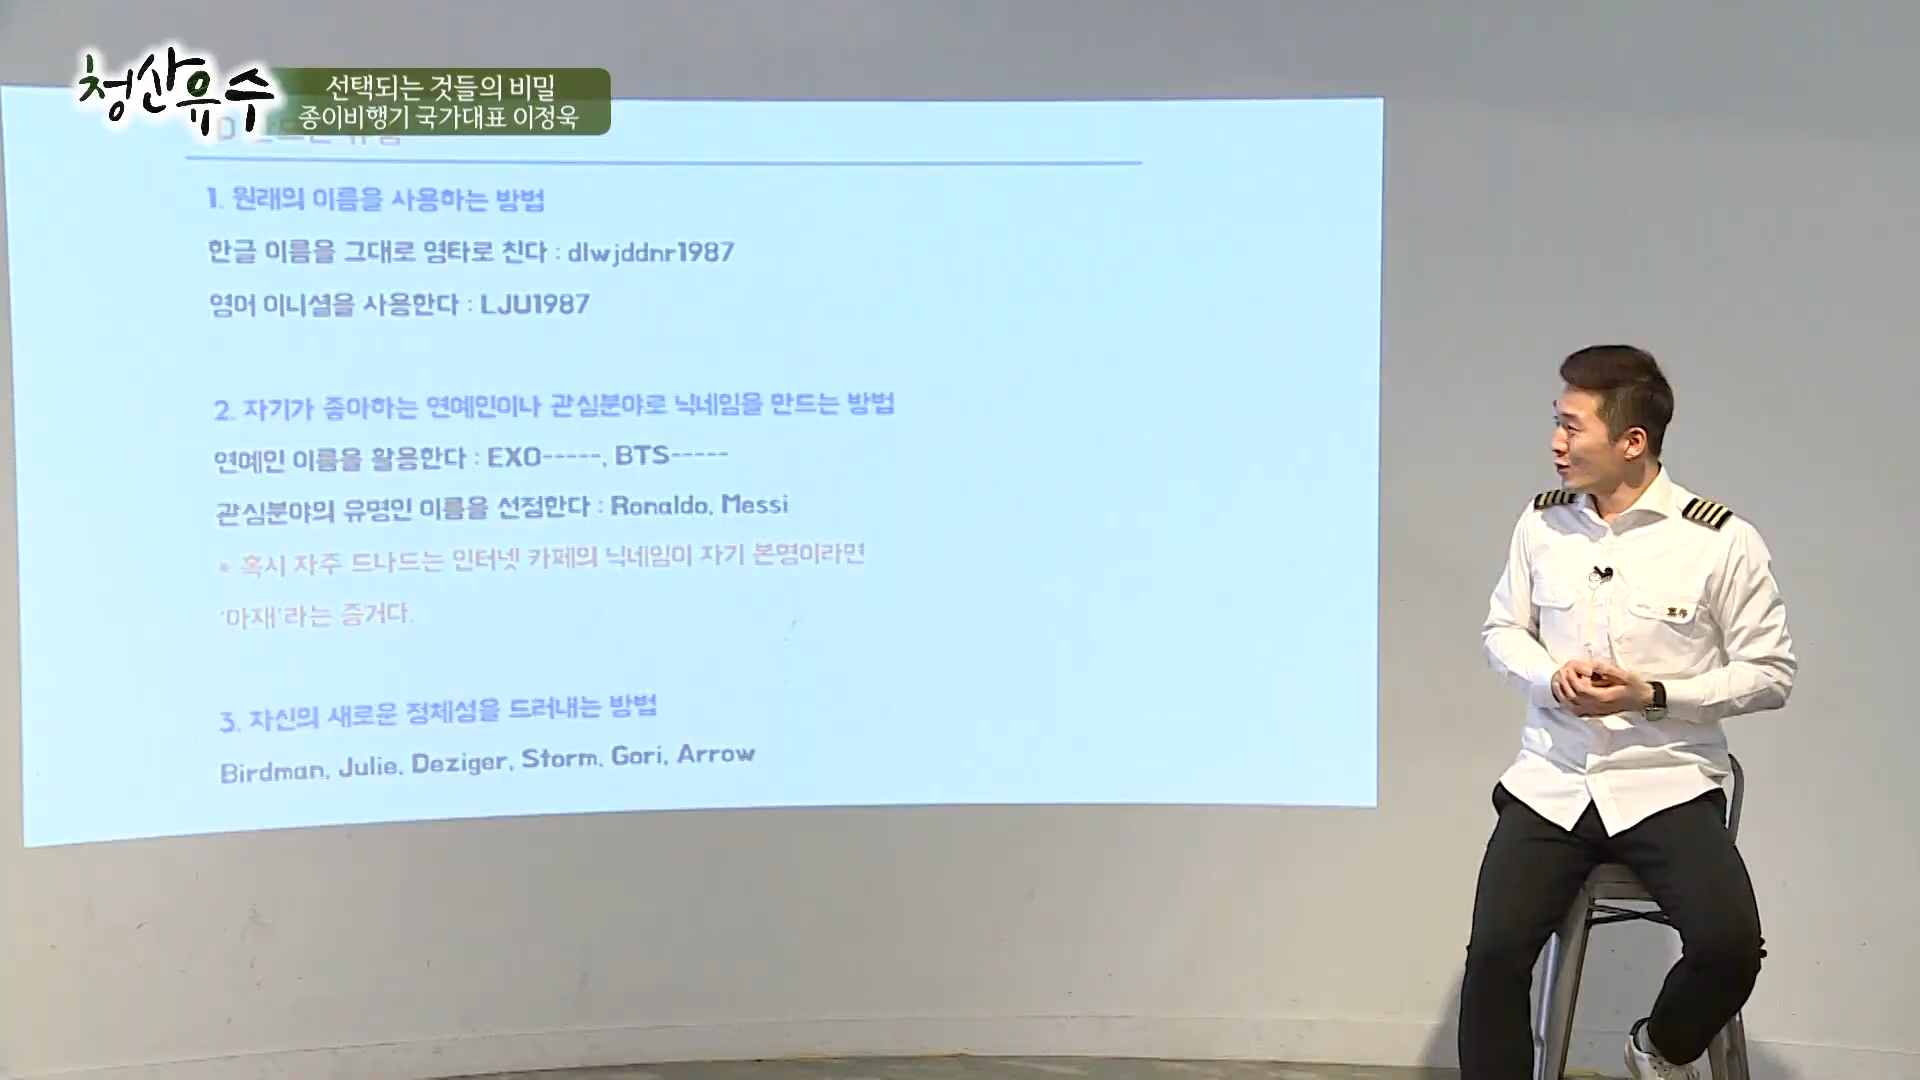 청산유수
선택되는 것들의 비밀
종이비행기 국가대표 이정욱
1. 원래의 이름을 사용하는 방법
한글 이름을 그대로 영타로 친다 : dlwjddnr1987
영어 이니셜을 사용한다 : LJU1987
2. 자기가 좋아하는 연예인이나 관심분야로 닉네임을 만드는 방법
연예인 이름을 활용한다 : EXO-----, BTS-----
관심분야의 유명인 이름을 선점한다 : Ronaldo, Messi
* 혹시 자주 드나드는 인터넷 카페의 닉네임이 자기 본명이라면
'아재'라는 증거다.
3. 자신의 새로운 정체성을 드러내는 방법
Birdman, Julie, Deziger, Storm, Gori, Arrow